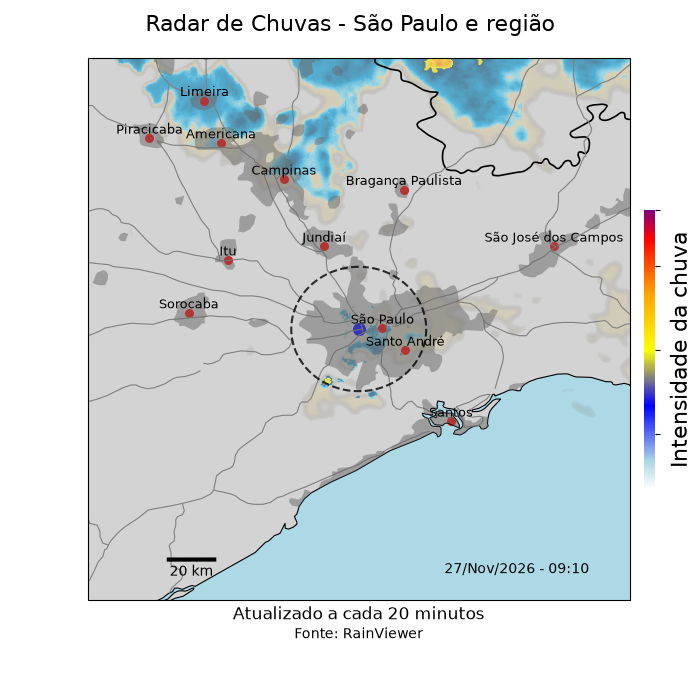 Radar de Chuvas - São Paulo e região
Limeira
Piracicaba
Americana
Campinas
Bragança Paulista
Jundiaí
São José dos Campos
Itu
Sorocaba
São Paulo
Santo André
Santos
Intensidade da chuva
20 km
27/Nov/2026 - 09:10
Atualizado a cada 20 minutos
Fonte: RainViewer